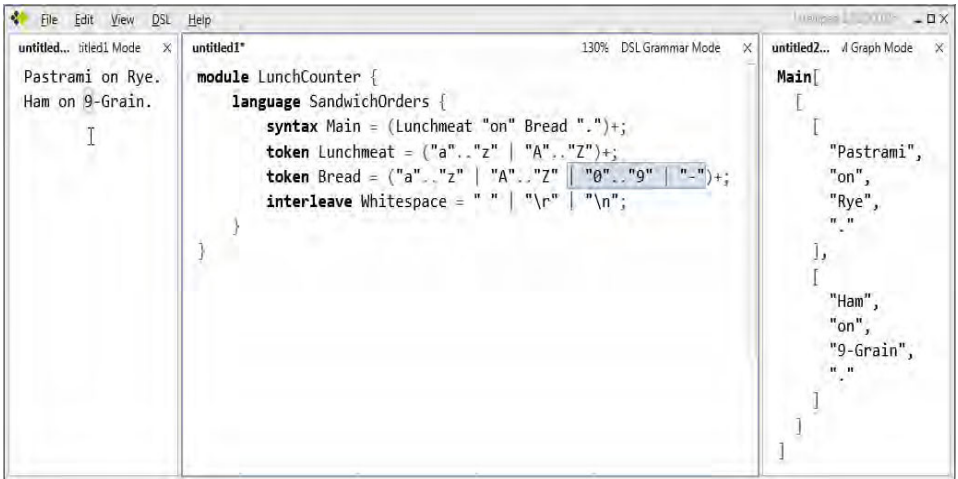 File Edit View DSL Help
untitled... titled1 Mode X
Pastrami on Rye.
Ham on 9-Grain.
untitled1* 130% DSL Grammar Mode X
module LunchCounter {
language SandwichOrders {
syntax Main = (Lunchmeat "on" Bread ".")+;
token Lunchmeat = ("a".."z" | "A".."Z")+;
token Bread = ("a".."z" | "A".."Z" | "0".."9" | "-")+;
interleave Whitespace = " " | "\r" | "\n";
}
}
untitled2... Graph Mode X
Main[
[
[
"Pastrami",
"on",
"Rye",
"."
],
[
"Ham",
"on",
"9-Grain",
"."
]
]
]